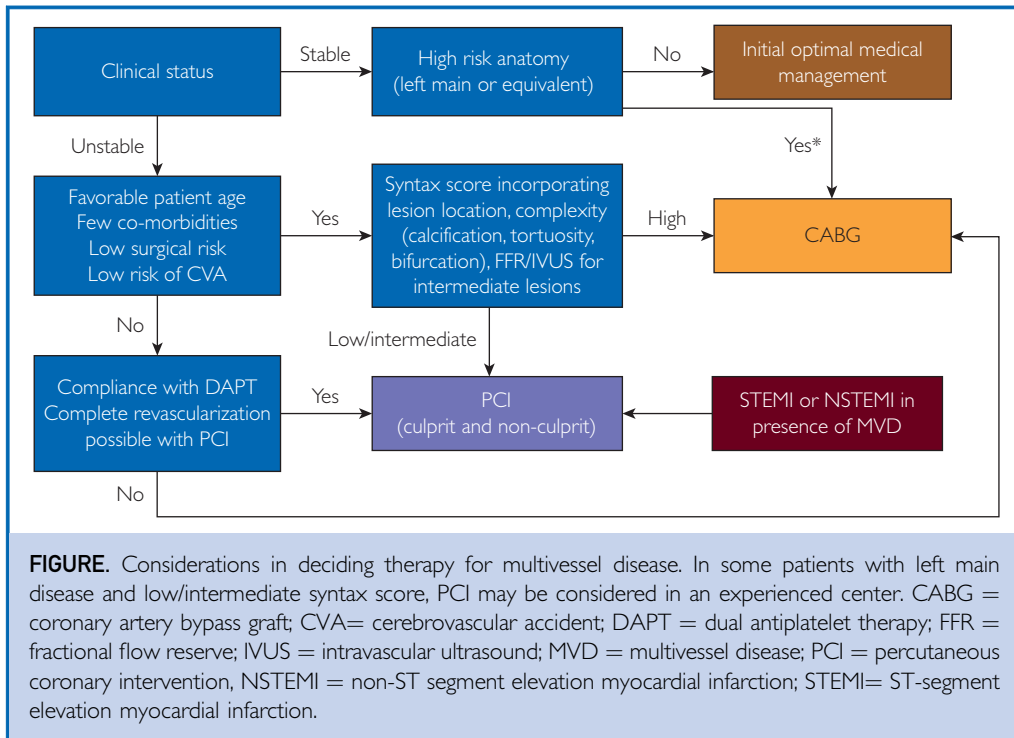 Clinical status
Stable
High risk anatomy
(left main or equivalent)
No
Initial optimal medical
management
Unstable
Yes*
Favorable patient age
Few co-morbidities
Low surgical risk
Low risk of CVA
Yes
Syntax score incorporating
lesion location, complexity
(calcification, tortuosity,
bifurcation), FFR/IVUS for
intermediate lesions
High
CABG
No
Low/intermediate
Compliance with DAPT
Complete revascularization
possible with PCI
Yes
PCI
(culprit and non-culprit)
STEMI or NSTEMI in
presence of MVD
No
FIGURE. Considerations in deciding therapy for multivessel disease. In some patients with left main
disease and low/intermediate syntax score, PCI may be considered in an experienced center. CABG =
coronary artery bypass graft; CVA= cerebrovascular accident; DAPT = dual antiplatelet therapy; FFR =
fractional flow reserve; IVUS = intravascular ultrasound; MVD = multivessel disease; PCI = percutaneous
coronary intervention, NSTEMI = non-ST segment elevation myocardial infarction; STEMI= ST-segment
elevation myocardial infarction.